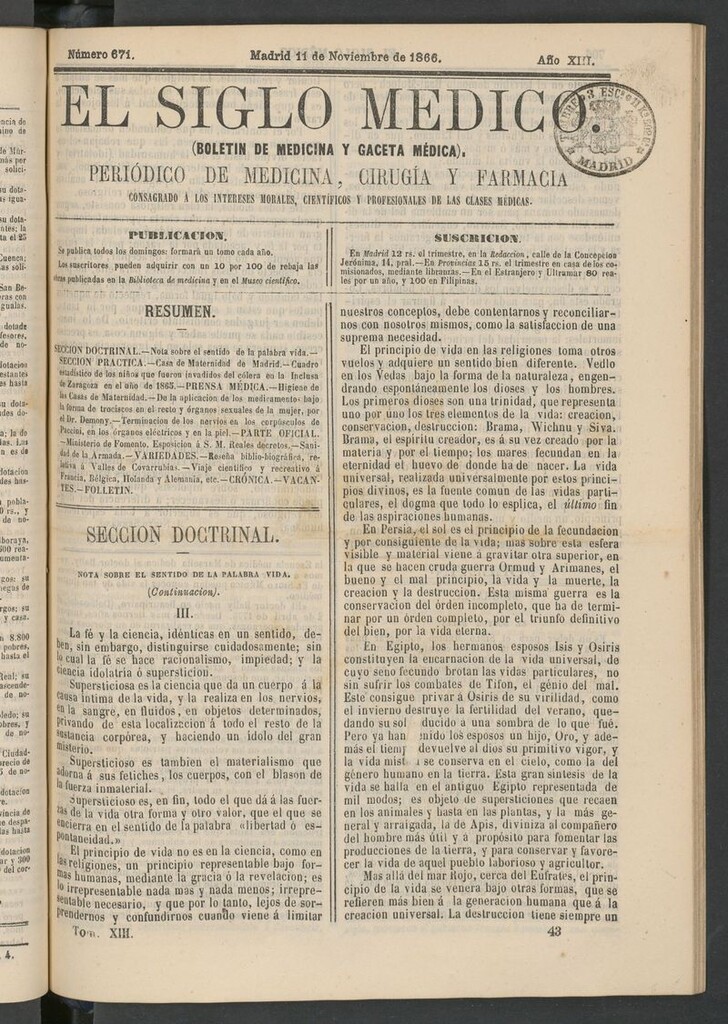 Número 671.
Madrid 11 de Noviembre de 1866.
Año XIII.
EL SIGLO MEDICO.
(BOLETIN DE MEDICINA Y GACETA MÉDICA),
PERIÓDICO DE MEDICINA, CIRUGÍA Y FARMACIA
CONSAGRADO Á LOS INTERESES MORALES, CIENTÍFICOS Y PROFESIONALES DE LAS CLASES MÉDICAS.
MADRID
PUBLICACION.
Se publica todos los domingos: formará un tomo cada año.
Los suscritores pueden adquirir con un 10 por 100 de rebaja las
obras publicadas en la Biblioteca de medicina y en el Museo científico.
SUSCRICION.
En Madrid 12 rs. el trimestre, en la Redaccion, calle de la Concepcion
Jerónima, 14, pral.—En Provincias 15 rs. el trimestre en casa de los co-
misionados, mediante libranzas.—En el Estranjero y Ultramar 80 rea-
les por un año, y 100 en Filipinas.
RESUMEN.
SECCION DOCTRINAL.—Nota sobre el sentido de la palabra vida.—
SECCION PRACTICA.—Casa de Maternidad de Madrid.—Cuadro
estadístico de los niños que fueron invadidos del cólera en la Inclusa
de Zaragoza en el año de 1865.—PRENSA MÉDICA.—Higiene de
las Casas de Maternidad.—De la aplicacion de los medicamentos bajo
la forma de trociscos en el recto y órganos sexuales de la mujer, por
el Dr. Demony.—Terminacion de los nervios en los corpúsculos de
Paccini, en los órganos eléctricos y en la piel.—PARTE OFICIAL.
—Ministerio de Fomento. Esposicion á S. M. Reales decretos.—Sani-
dad de la Armada.—VARIEDADES.—Reseña biblio-biográfica, re-
lativa á Valles de Covarrubias.—Viaje científico y recreativo á
Francia, Bélgica, Holanda y Alemania, etc.—CRÓNICA.—VACAN-
TES.—FOLLETIN.
SECCION DOCTRINAL.
NOTA SOBRE EL SENTIDO DE LA PALABRA VIDA.
(Continuacion).
III.
La fé y la ciencia, idénticas en un sentido, de-
ben, sin embargo, distinguirse cuidadosamente; sin
lo cual la fé se hace racionalismo, impiedad; y la
ciencia idolatría ó supersticion.
Supersticiosa es la ciencia que da un cuerpo á la
causa íntima de la vida, y la realiza en los nervios,
en la sangre, en fluidos, en objetos determinados,
privando de esta localizcion á todo el resto de la
sustancia corpórea, y haciendo un ídolo del gran
misterio.
Supersticioso es tambien el materialismo que
adorna á sus fetiches, los cuerpos, con el blason de
la fuerza inmaterial.
Supersticioso es, en fin, todo el que dá á las fuer-
zas de la vida otra forma y otro valor, que el que se
encierra en el sentido de la palabra «libertad ó es-
pontaneidad.»
El principio de vida no es en la ciencia, como en
las religiones, un principio representable bajo for-
mas humanas, mediante la gracia ó la revelacion; es
lo irrepresentable nada mas y nada menos; irrepre-
sentable necesario, y que por lo tanto, lejos de sor-
prendernos y confundirnos cuando viene á limitar
nuestros conceptos, debe contentarnos y reconciliar-
nos con nosotros mismos, como la satisfaccion de una
suprema necesidad.
El principio de vida en las religiones toma otros
vuelos y adquiere un sentido bien diferente. Vedlo
en los Vedas bajo la forma de la naturaleza, engen-
drando espontáneamente los dioses y los hombres.
Los primeros dioses son una trinidad, que representa
uno por uno los tres elementos de la vida: creacion,
conservacion, destruccion: Brama, Wichnu y Siva.
Brama, el espíritu creador, es á su vez creado por la
materia y por el tiempo; los mares fecundan en la
eternidad el huevo de donde ha de nacer. La vida
universal, realizada universalmente por estos princi-
pios divinos, es la fuente comun de las vidas parti-
culares, el dogma que todo lo esplica, el último fin
de las aspiraciones humanas.
En Persia, el sol es el principio de la fecundacion
y por consiguiente de la vida; mas sobre esta esfera
visible y material viene á gravitar otra superior, en
la que se hacen cruda guerra Ormud y Arimanes, el
bueno y el mal principio, la vida y la muerte, la
creacion y la destruccion. Esta misma guerra es la
conservacion del órden incompleto, que ha de termi-
nar por un órden completo, por el triunfo definitivo
del bien, por la vida eterna.
En Egipto, los hermanos esposos Isis y Osiris
constituyen la encarnacion de la vida universal, de
cuyo seno fecundo brotan las vidas particulares, no
sin sufrir los combates de Tifon, el génio del mal.
Este consigue privar á Osiris de su virilidad, como
el invierno destruye la fertilidad del verano, que-
dando su sol ducido á una sombra de lo que fué.
Pero ya han nido los esposos un hijo, Oro, y ade-
más el tiem devuelve al dios su primitivo vigor, y
la vida mist se conserva en el cielo, como la del
género humano en la tierra. Esta gran síntesis de la
vida se halla en el antiguo Egipto representada de
mil modos; es objeto de supersticiones que recaen
en los animales y hasta en las plantas, y la más ge-
neral y arraigada, la de Apis, diviniza al compañero
del hombre más útil y á propósito para fomentar las
producciones de la tierra, y para conservar y favore-
cer la vida de aquel pueblo laborioso y agricultor.
Mas allá del mar Rojo, cerca del Eufrates, el prin-
cipio de la vida se venera bajo otras formas, que se
refieren más bien á la generacion humana que á la
creacion universal. La destruccion tiene siempre un
Tom. XIII.
43